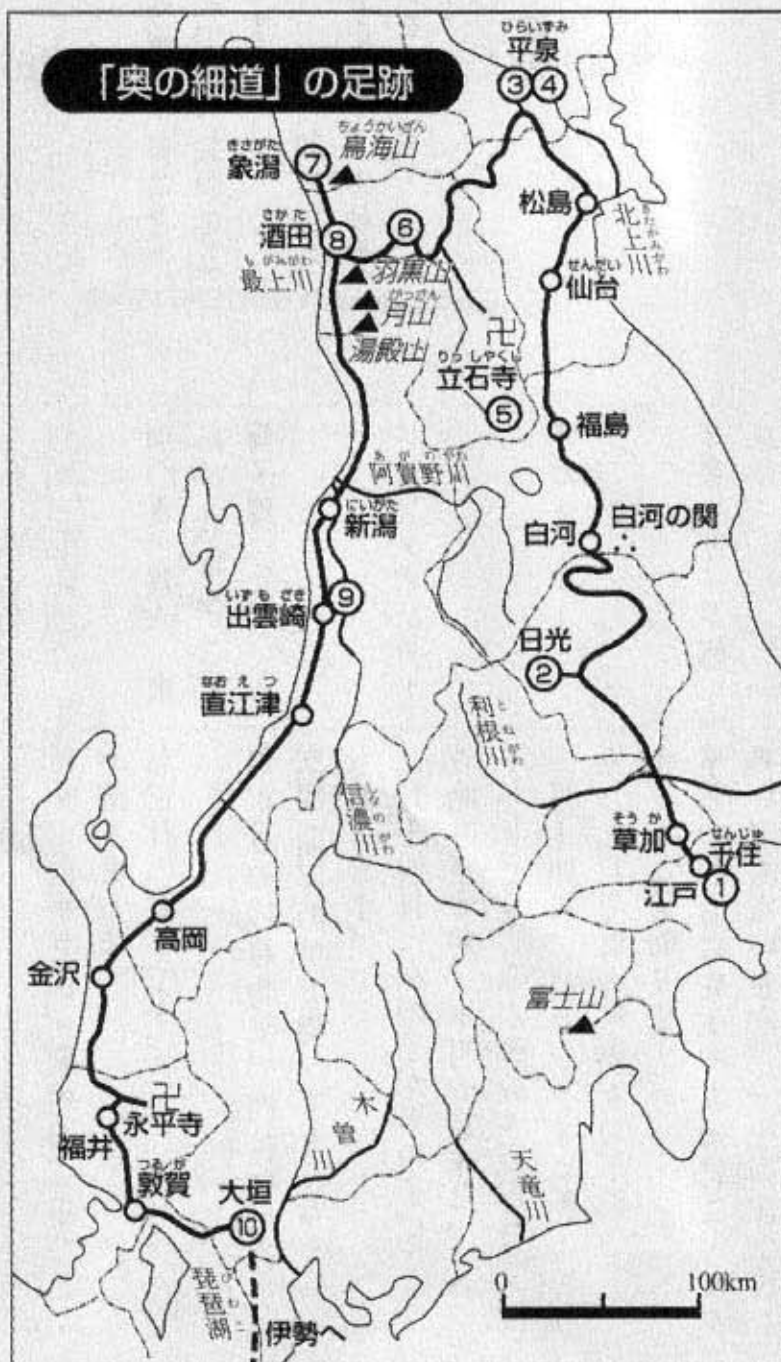 「奥の細道」の足跡
ひらいずみ
平泉
③④
ちょうかいざん
鳥海山
きさがた
象潟
⑦
松島
北上川
きたかみがわ
さかた
酒田
⑧
⑥
もがみがわ
最上川
羽黒山
がっさん
月山
湯殿山
せんだい
仙台
卍
りっしゃくじ
立石寺
⑤
福島
あがのがわ
阿賀野川
にいがた
新潟
白河
白河の関
いずもざき
出雲崎
⑨
日光
②
なおえつ
直江津
利根川
とねがわ
信濃川
しなのがわ
そうか
草加
せんじゅ
千住
江戸
①
高岡
金沢
富士山
卍
永平寺
福井
木曽川
天竜川
つるが
敦賀
大垣
⑩
琵琶湖
びわこ
伊勢へ
0
100km